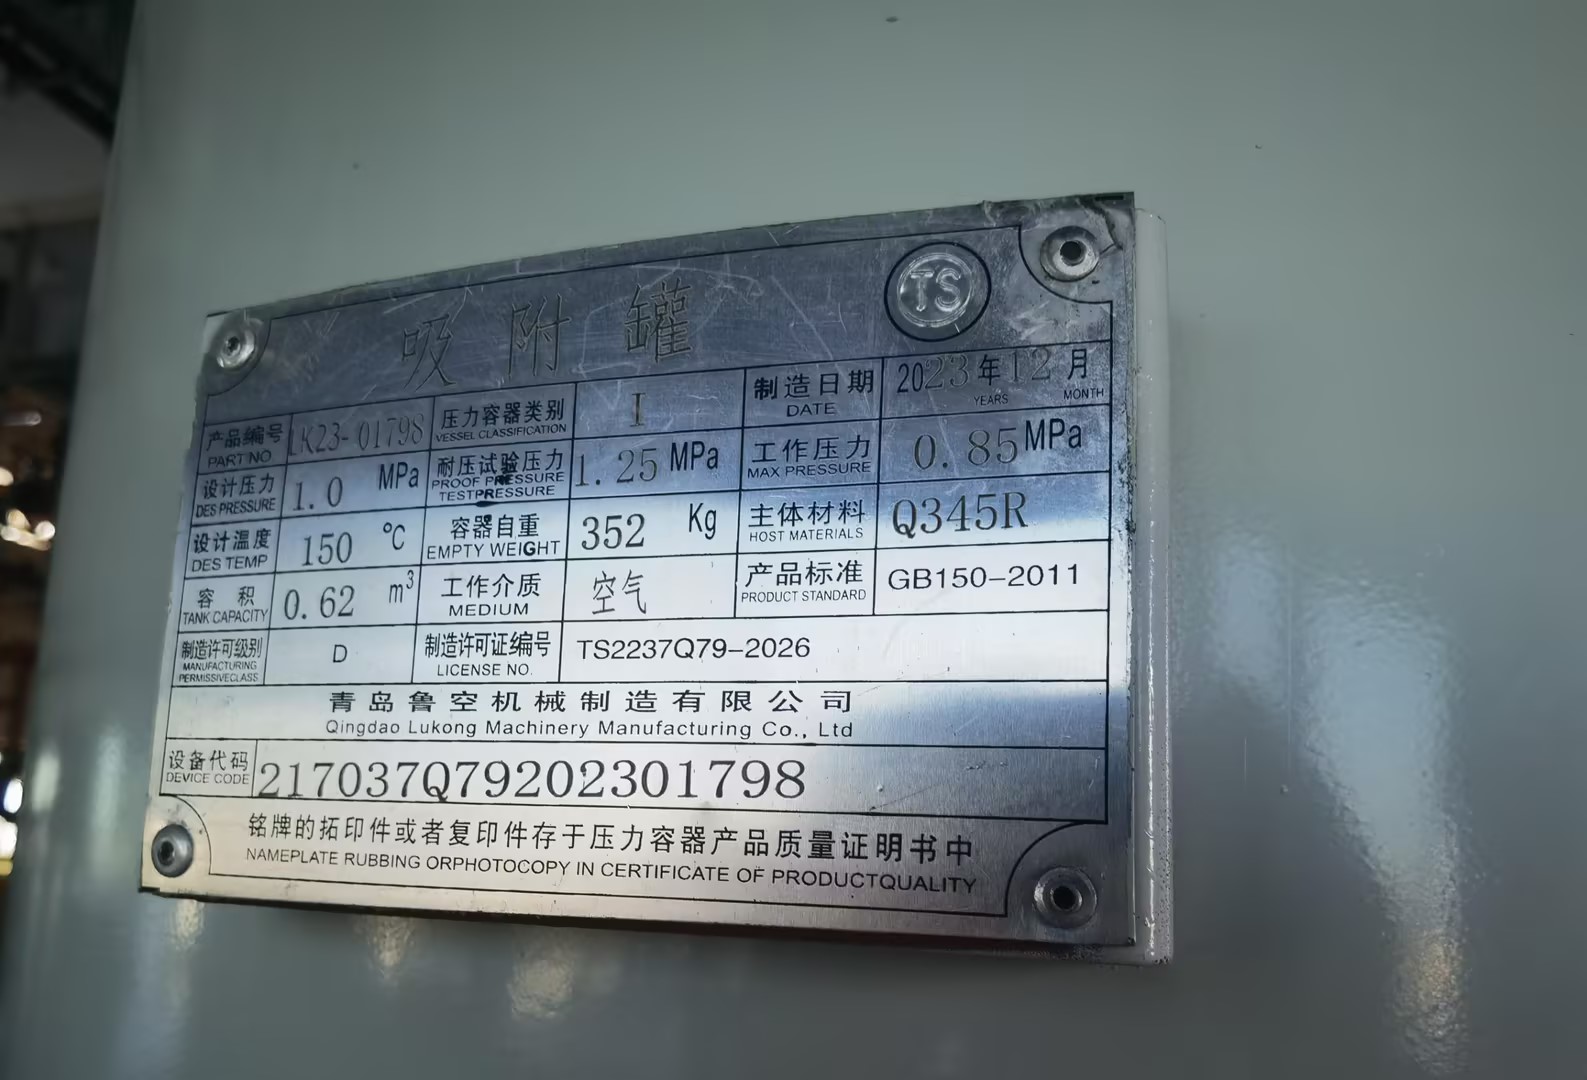 吸附罐 TS
产品编号 PART NO LK23-01798 压力容器类别 VESSEL CLASSIFICATION I 制造日期 DATE 2023年12月 YEARS MONTH
设计压力 DES PRESSURE 1.0 MPa 耐压试验压力 PROOF PRESSURE TESTPRESSURE 1.25 MPa 工作压力 MAX PRESSURE 0.85 MPa
设计温度 DES TEMP 150 ℃ 容器自重 EMPTY WEIGHT 352 Kg 主体材料 HOST MATERIALS Q345R
容积 TANK CAPACITY 0.62 m³ 工作介质 MEDIUM 空气 产品标准 PRODUCT STANDARD GB150-2011
制造许可级别 MANUFACTURING PERMISSIVECLASS D 制造许可证编号 LICENSE NO. TS2237Q79-2026
青岛鲁空机械制造有限公司
Qingdao Lukong Machinery Manufacturing Co., Ltd
设备代码 DEVICE CODE 217037Q79202301798
铭牌的拓印件或者复印件存于压力容器产品质量证明书中
NAMEPLATE RUBBING ORPHOTOCOPY IN CERTIFICATE OF PRODUCTQUALITY